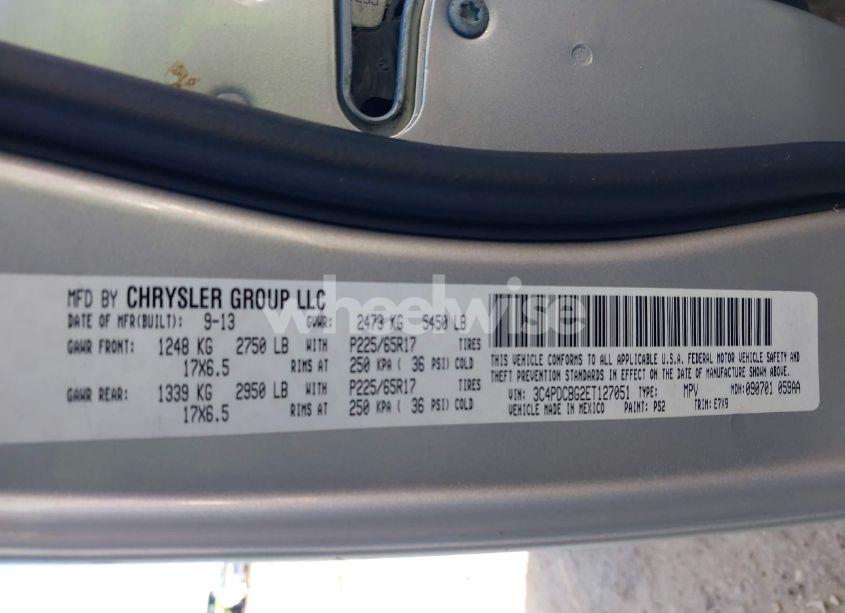 MFD BY CHRYSLER GROUP LLC
DATE OF MFR(BUILT): 9-13 GVWR: 2473 KG 5450 LB
GAWR FRONT: 1248 KG 2750 LB WITH P225/65R17 TIRES
17X6.5 RIMS AT 250 KPA ( 36 PSI) COLD
GAWR REAR: 1339 KG 2950 LB WITH P225/65R17 TIRES
17X6.5 RIMS AT 250 KPA ( 36 PSI) COLD
THIS VEHICLE CONFORMS TO ALL APPLICABLE U.S.A. FEDERAL MOTOR VEHICLE SAFETY AND
THEFT PREVENTION STANDARDS IN EFFECT ON THE DATE OF MANUFACTURE SHOWN ABOVE.
VIN: 3C4PDCBG2ET127051 TYPE: MPV MDH: 090701 059AA
VEHICLE MADE IN MEXICO PAINT: PS2 TRIM: E7X9
wheelwise